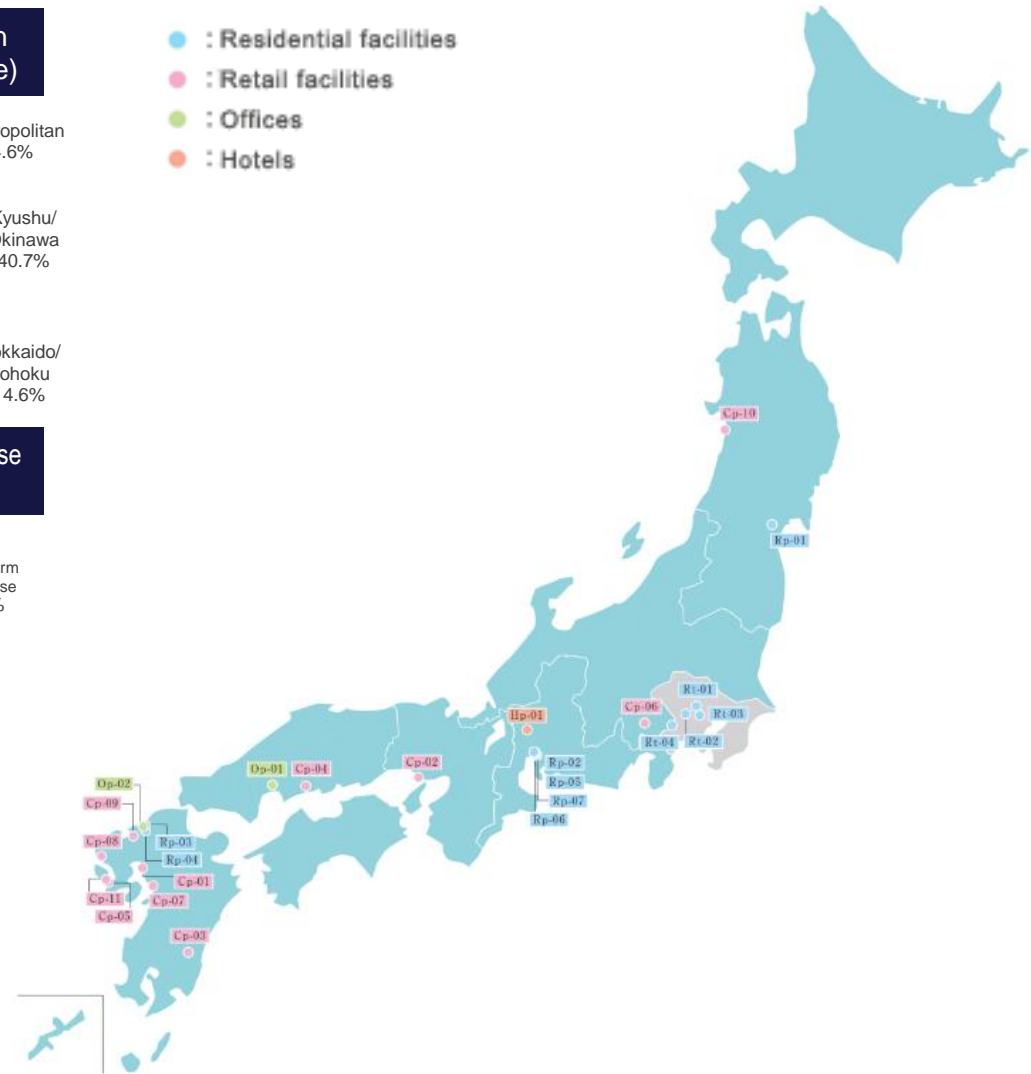 n
e)
: Residential facilities
: Retail facilities
: Offices
: Hotels
opolitan
.6%
Kyushu/
Okinawa
40.7%
okkaido/
ohoku
4.6%
se
rm
se
%
Cp-10
Rp-01
Rt-01
Cp-06
Rt-03
Hp-01
Rt-04
Rt-02
Cp-02
Rp-02
Op-01
Cp-04
Rp-05
Op-02
Rp-07
Cp-09
Rp-06
Cp-08
Rp-03
Rp-04
Cp-01
Cp-11
Cp-07
Cp-05
Cp-03